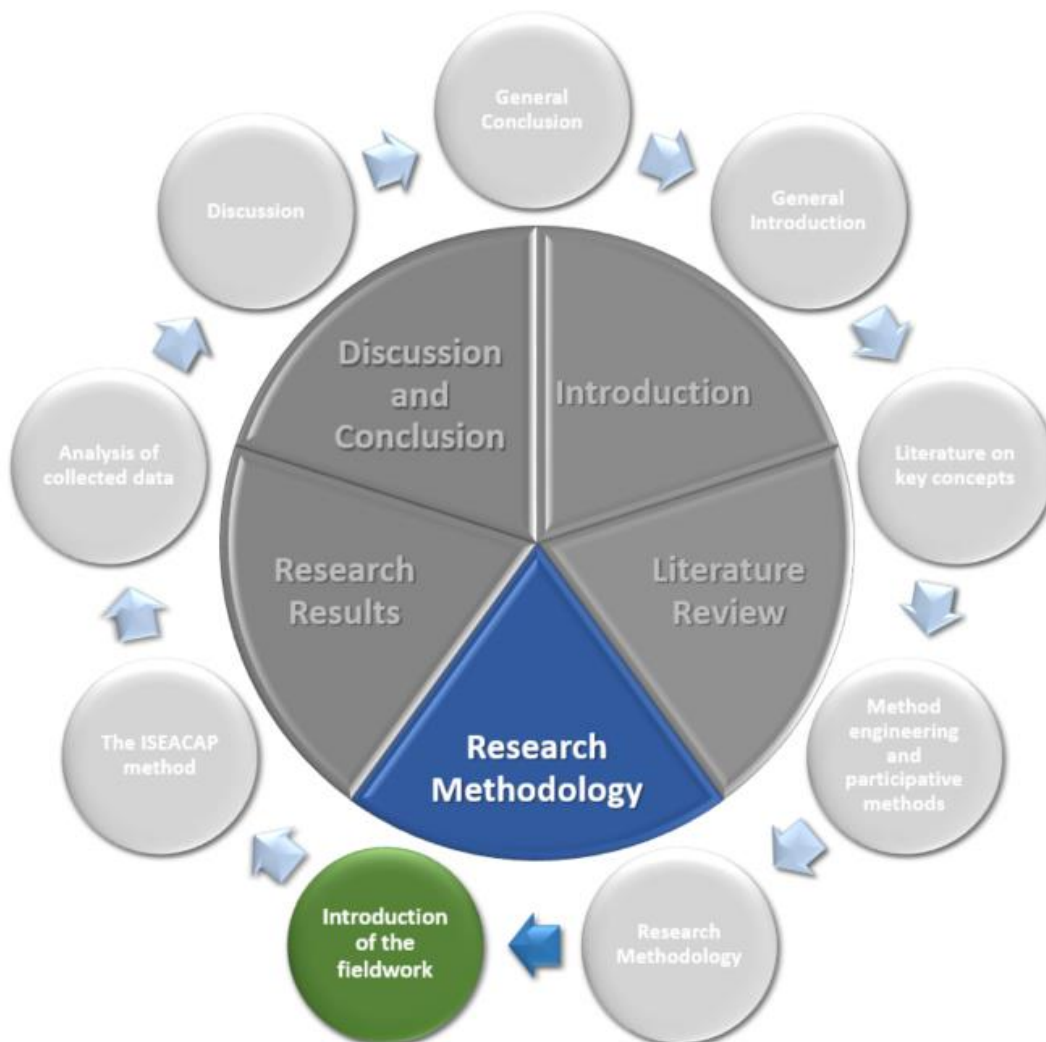 General
Conclusion
General
Introduction
Literature on
key concepts
Method
engineering
and
participative
methods
Research
Methodology
Introduction
of the
fieldwork
The ISEACAP
method
Analysis of
collected data
Discussion
Introduction
Literature
Review
Research
Methodology
Research
Results
Discussion
and
Conclusion